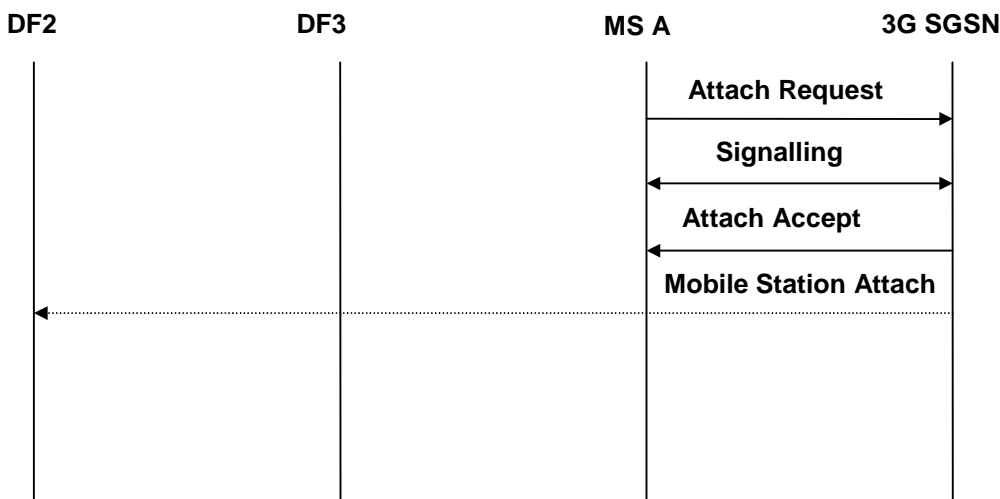 DF2 DF3 MS A 3G SGSN
Attach Request
Signalling
Attach Accept
Mobile Station Attach